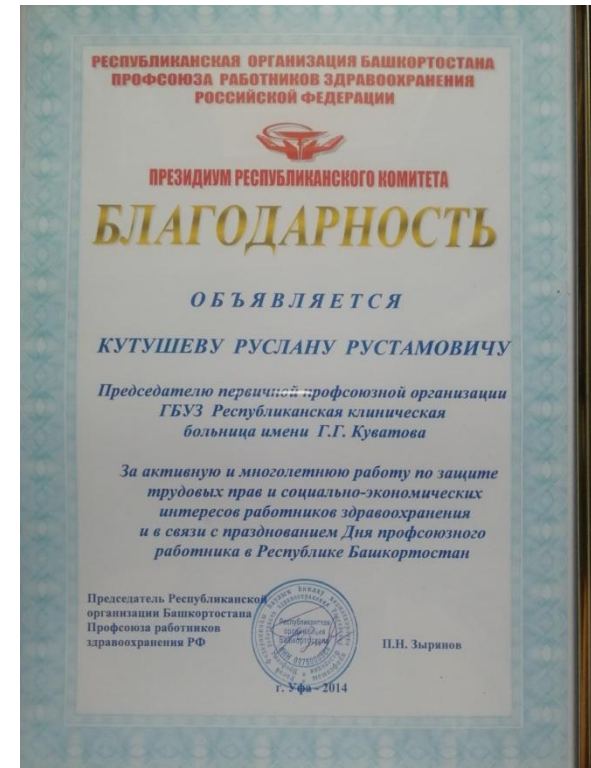 РЕСПУБЛИКАНСКАЯ ОРГАНИЗАЦИЯ БАШКОРТОСТАНА
ПРОФСОЮЗА РАБОТНИКОВ ЗДРАВООХРАНЕНИЯ
РОССИЙСКОЙ ФЕДЕРАЦИИ
ПРЕЗИДИУМ РЕСПУБЛИКАНСКОГО КОМИТЕТА
БЛАГОДАРНОСТЬ
ОБЪЯВЛЯЕТСЯ
КУТУШЕВУ РУСЛАНУ РУСТАМОВИЧУ
Председателю первичной профсоюзной организации
ГБУЗ Республиканская клиническая
больница имени Г.Г. Куватова
За активную и многолетнюю работу по защите
трудовых прав и социально-экономических
интересов работников здравоохранения
и в связи с празднованием Дня профсоюзного
работника в Республике Башкортостан
Председатель Республиканской
организации Башкортостана
Профсоюза работников
здравоохранения РФ
П.Н. Зырянов
Республиканская
организация
Башкортостана
г. Уфа - 2014